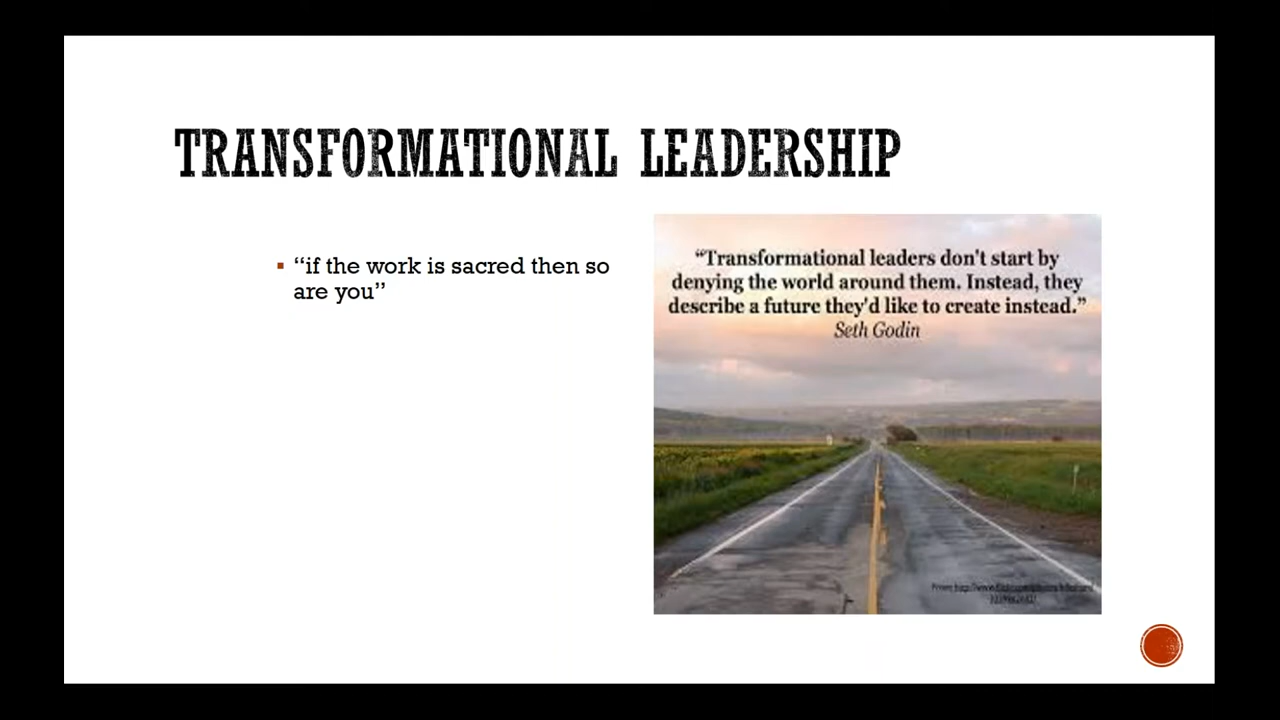 TRANSFORMATIONAL LEADERSHIP
▪ “if the work is sacred then so
are you”
“Transformational leaders don't start by
denying the world around them. Instead, they
describe a future they'd like to create instead.”
Seth Godin